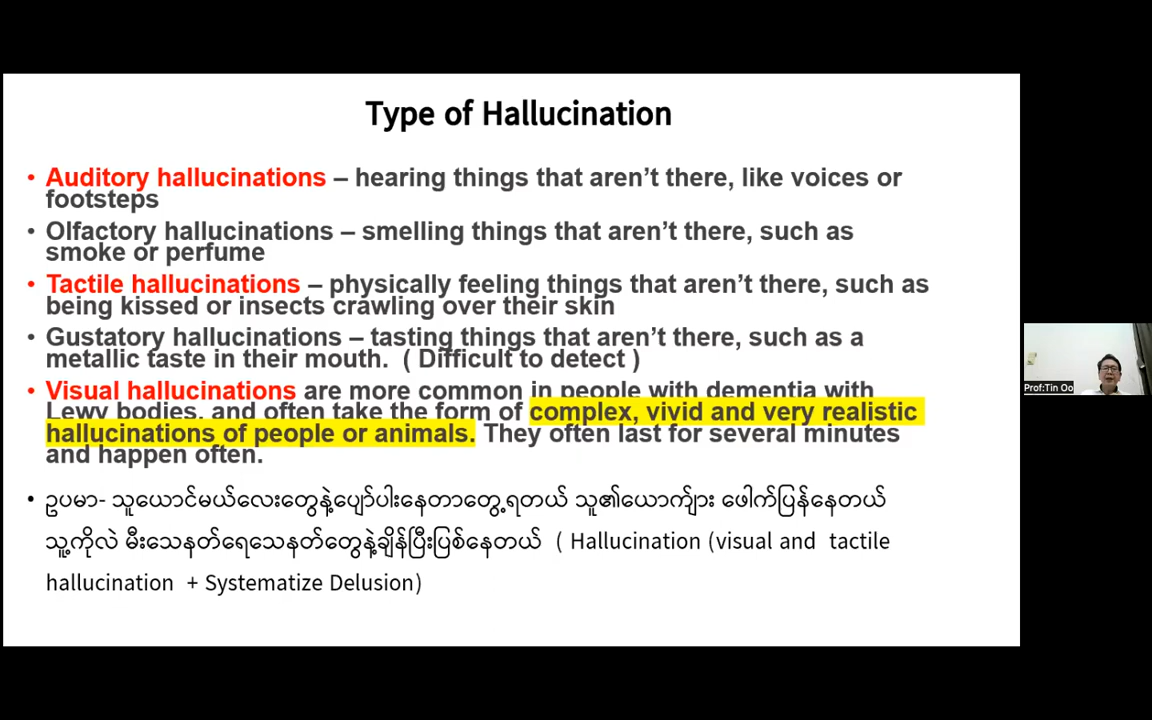 Type of Hallucination
• Auditory hallucinations – hearing things that aren’t there, like voices or
footsteps
• Olfactory hallucinations – smelling things that aren’t there, such as
smoke or perfume
• Tactile hallucinations – physically feeling things that aren’t there, such as
being kissed or insects crawling over their skin
• Gustatory hallucinations – tasting things that aren’t there, such as a
metallic taste in their mouth. ( Difficult to detect )
• Visual hallucinations are more common in people with dementia with
Lewy bodies, and often take the form of complex, vivid and very realistic
hallucinations of people or animals. They often last for several minutes
and happen often.
• ဥပမာ- သူယောင်မယ်လေးတွေနဲ့ပျော်ပါးနေတာတွေ့ရတယ် သူ၏ယောက်ျား ဖေါက်ပြန်နေတယ်
သူ့ကိုလဲ မီးသေနတ်ရေသေနတ်တွေနဲ့ချိန်ပြီးပြစ်နေတယ် ( Hallucination (visual and tactile
hallucination + Systematize Delusion)
Prof:Tin Oo